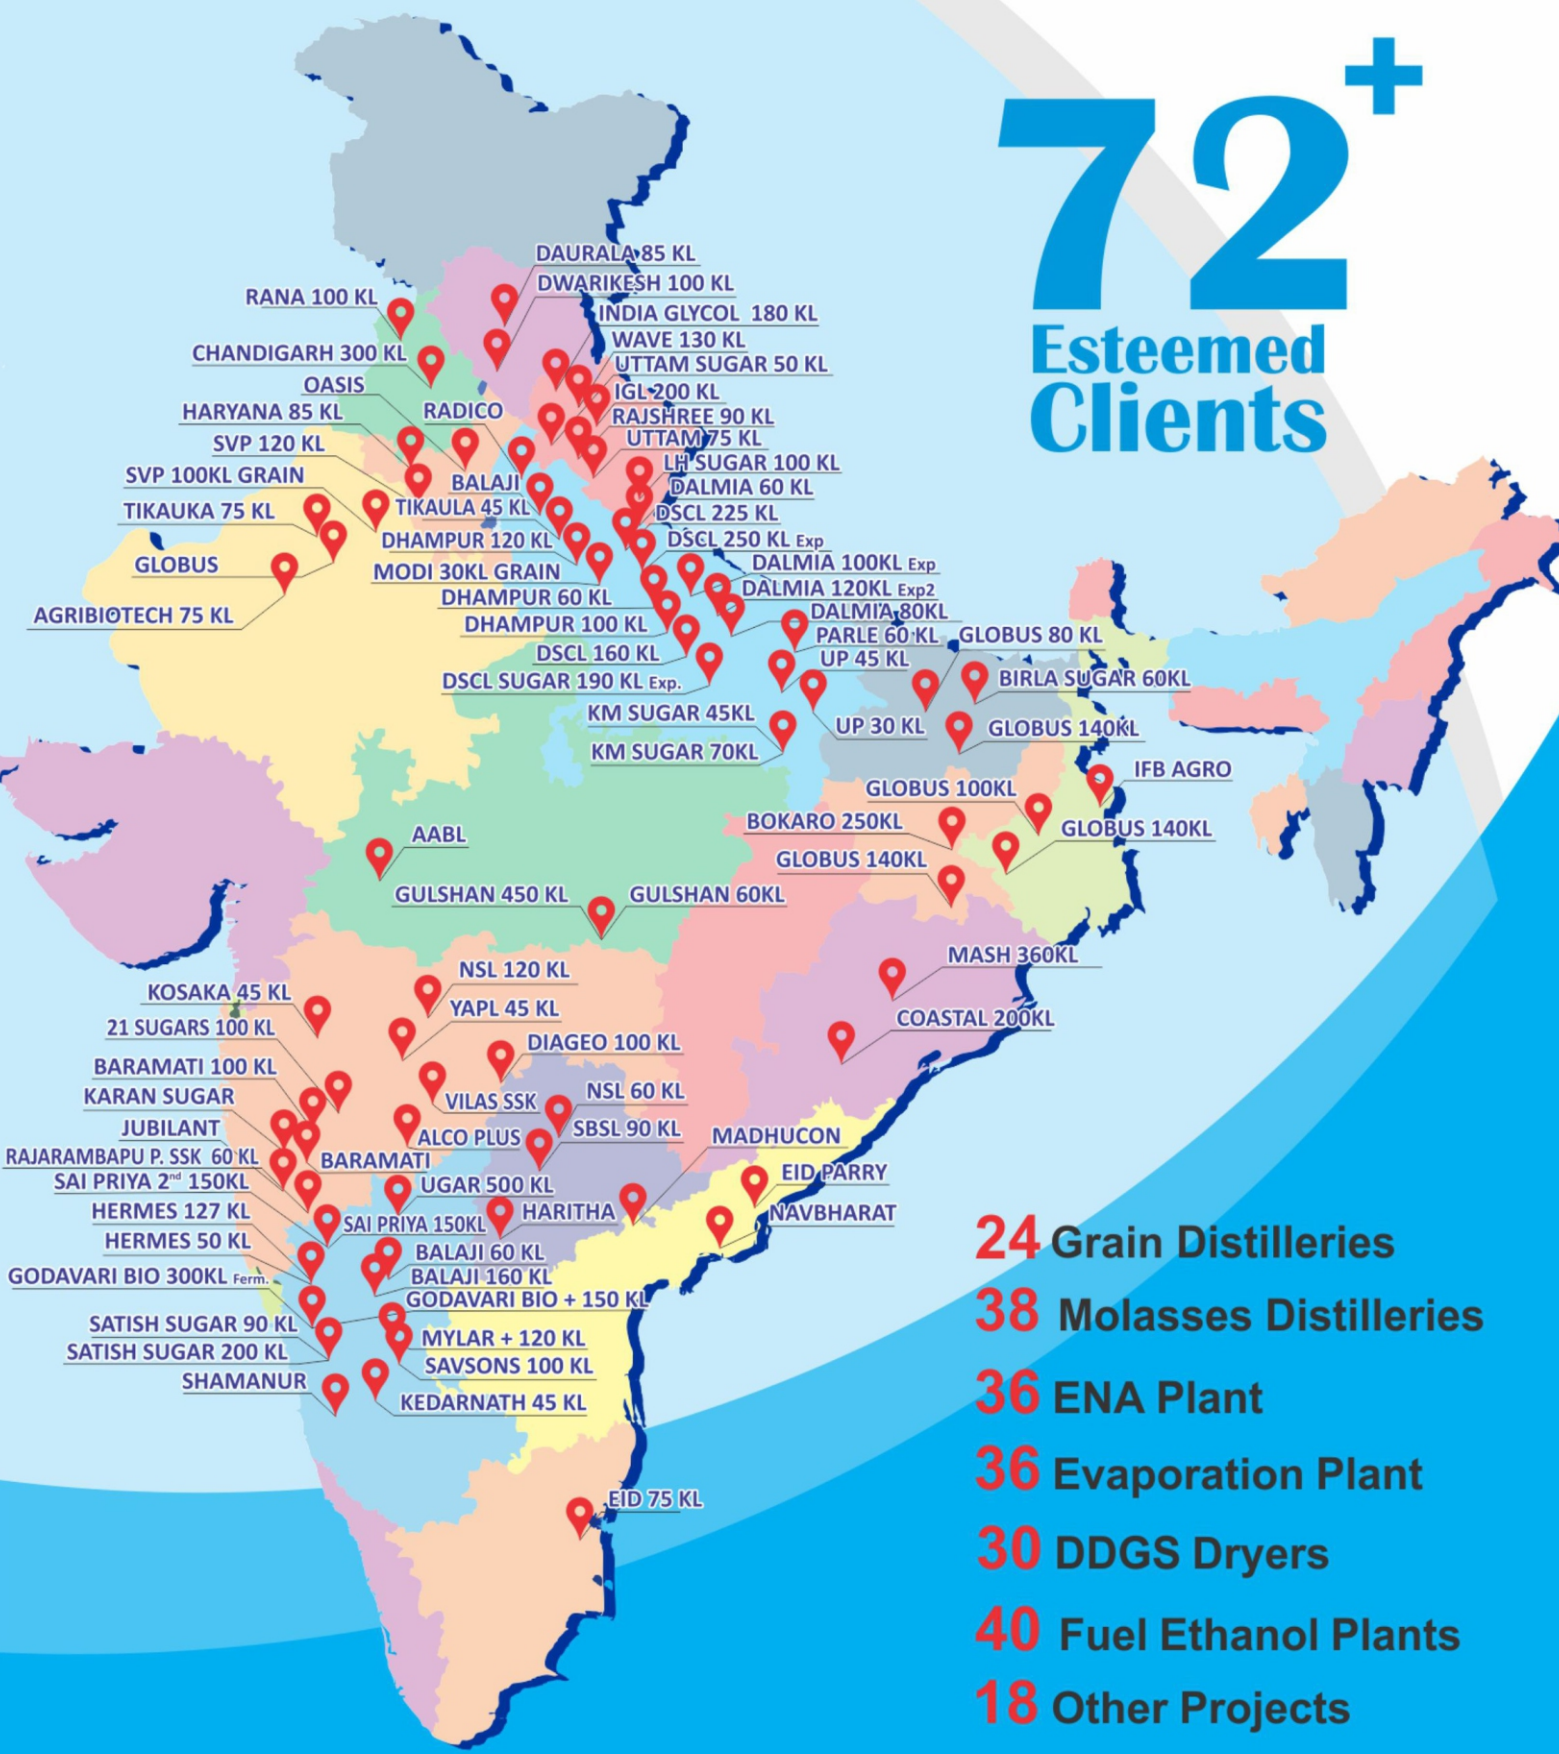 72+
Esteemed
Clients
DAURALA 85 KL
DWARIKESH 100 KL
RANA 100 KL
INDIA GLYCOL 180 KL
WAVE 130 KL
CHANDIGARH 300 KL
UTTAM SUGAR 50 KL
OASIS
IGL 200 KL
HARYANA 85 KL
RADICO
RAJSHREE 90 KL
SVP 120 KL
UTTAM 75 KL
LH SUGAR 100 KL
SVP 100KL GRAIN
BALAJI
DALMIA 60 KL
TIKAUKA 75 KL
TIKAULA 45 KL
DSCL 225 KL
DHAMPUR 120 KL
DSCL 250 KL Exp
GLOBUS
MODI 30KL GRAIN
DALMIA 100KL Exp
DALMIA 120KL Exp2
DHAMPUR 60 KL
AGRIBIOTECH 75 KL
DALMIA 80KL
DHAMPUR 100 KL
PARLE 60 KL
GLOBUS 80 KL
DSCL 160 KL
UP 45 KL
DSCL SUGAR 190 KL Exp.
BIRLA SUGAR 60KL
KM SUGAR 45KL
UP 30 KL
GLOBUS 140KL
KM SUGAR 70KL
IFB AGRO
GLOBUS 100KL
BOKARO 250KL
GLOBUS 140KL
AABL
GLOBUS 140KL
GULSHAN 450 KL
GULSHAN 60KL
MASH 360KL
NSL 120 KL
KOSAKA 45 KL
YAPL 45 KL
COASTAL 200KL
21 SUGARS 100 KL
DIAGEO 100 KL
BARAMATI 100 KL
KARAN SUGAR
VILAS SSK
NSL 60 KL
JUBILANT
ALCO PLUS
SBSL 90 KL
MADHUCON
RAJARAMBAPU P. SSK 60 KL
BARAMATI
EID PARRY
SAI PRIYA 2nd 150KL
UGAR 500 KL
HERMES 127 KL
SAI PRIYA 150KL
HARITHA
NAVBHARAT
HERMES 50 KL
BALAJI 60 KL
GODAVARI BIO 300KL Ferm.
BALAJI 160 KL
GODAVARI BIO + 150 KL
SATISH SUGAR 90 KL
MYLAR + 120 KL
SATISH SUGAR 200 KL
SAVSONS 100 KL
SHAMANUR
KEDARNATH 45 KL
EID 75 KL
24 Grain Distilleries
38 Molasses Distilleries
36 ENA Plant
36 Evaporation Plant
30 DDGS Dryers
40 Fuel Ethanol Plants
18 Other Projects